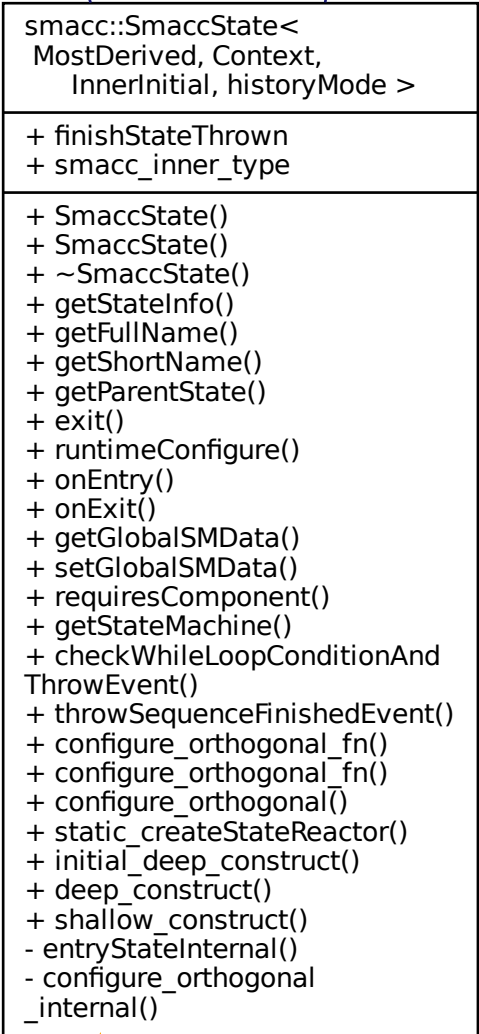 smacc::SmaccState<
MostDerived, Context,
InnerInitial, historyMode >
+ finishStateThrown
+ smacc_inner_type
+ SmaccState()
+ SmaccState()
+ ~SmaccState()
+ getStateInfo()
+ getFullName()
+ getShortName()
+ getParentState()
+ exit()
+ runtimeConfigure()
+ onEntry()
+ onExit()
+ getGlobalSMData()
+ setGlobalSMData()
+ requiresComponent()
+ getStateMachine()
+ checkWhileLoopConditionAnd
ThrowEvent()
+ throwSequenceFinishedEvent()
+ configure_orthogonal_fn()
+ configure_orthogonal_fn()
+ configure_orthogonal()
+ static_createStateReactor()
+ initial_deep_construct()
+ deep_construct()
+ shallow_construct()
- entryStateInternal()
- configure_orthogonal
_internal()